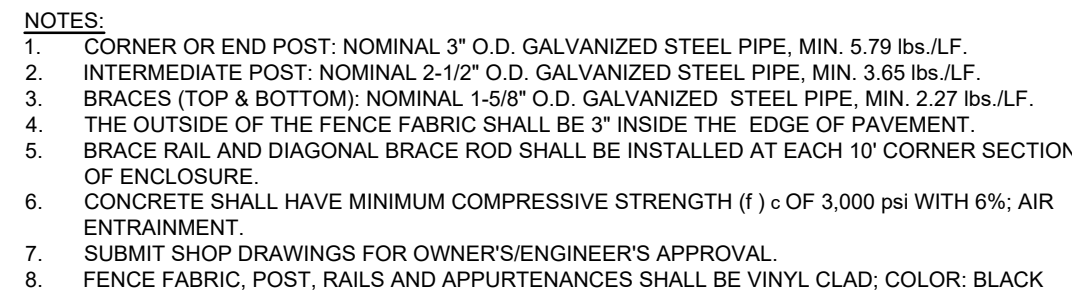 NOTES:
1. CORNER OR END POST: NOMINAL 3" O.D. GALVANIZED STEEL PIPE, MIN. 5.79 lbs./LF.
2. INTERMEDIATE POST: NOMINAL 2-1/2" O.D. GALVANIZED STEEL PIPE, MIN. 3.65 lbs./LF.
3. BRACES (TOP & BOTTOM): NOMINAL 1-5/8" O.D. GALVANIZED STEEL PIPE, MIN. 2.27 lbs./LF.
4. THE OUTSIDE OF THE FENCE FABRIC SHALL BE 3" INSIDE THE EDGE OF PAVEMENT.
5. BRACE RAIL AND DIAGONAL BRACE ROD SHALL BE INSTALLED AT EACH 10' CORNER SECTION
OF ENCLOSURE.
6. CONCRETE SHALL HAVE MINIMUM COMPRESSIVE STRENGTH (f ) c OF 3,000 psi WITH 6%; AIR
ENTRAINMENT.
7. SUBMIT SHOP DRAWINGS FOR OWNER'S/ENGINEER'S APPROVAL.
8. FENCE FABRIC, POST, RAILS AND APPURTENANCES SHALL BE VINYL CLAD; COLOR: BLACK